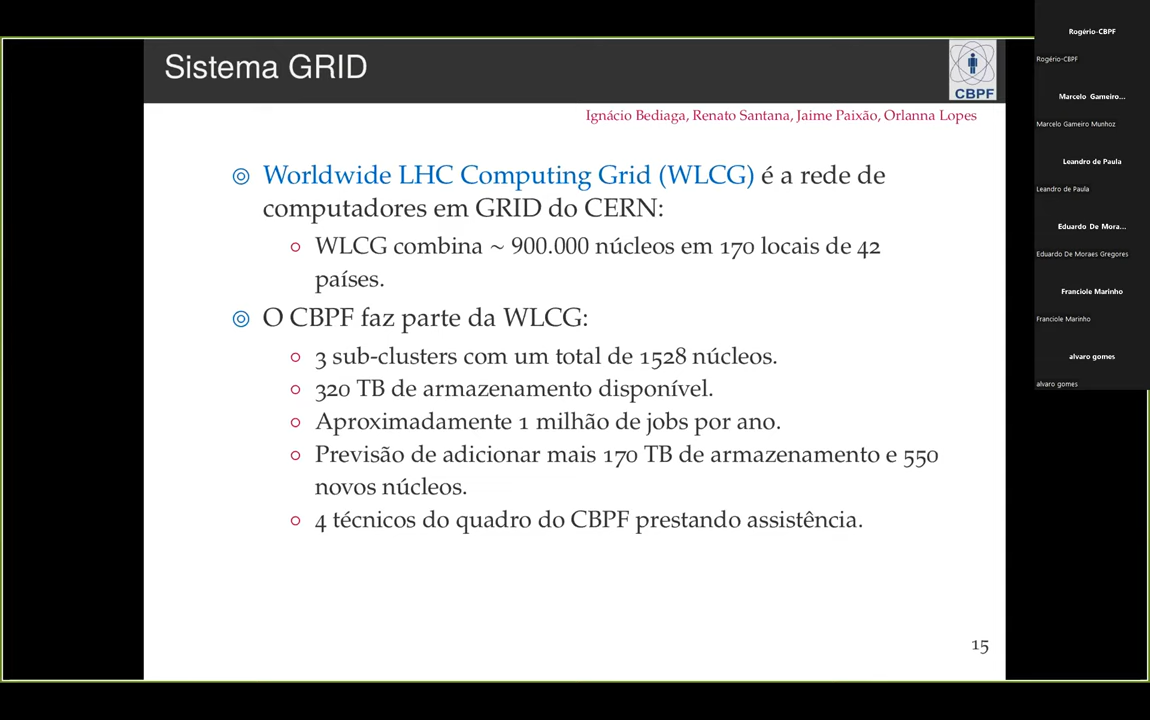 Sistema GRID
CBPF
Ignácio Bediaga, Renato Santana, Jaime Paixão, Orlanna Lopes
Worldwide LHC Computing Grid (WLCG) é a rede de
computadores em GRID do CERN:
WLCG combina ~ 900.000 núcleos em 170 locais de 42
países.
O CBPF faz parte da WLCG:
3 sub-clusters com um total de 1528 núcleos.
320 TB de armazenamento disponível.
Aproximadamente 1 milhão de jobs por ano.
Previsão de adicionar mais 170 TB de armazenamento e 550
novos núcleos.
4 técnicos do quadro do CBPF prestando assistência.
15
Rogério-CBPF
Rogério-CBPF
Marcelo Gameiro...
Marcelo Gameiro Munhoz
Leandro de Paula
Leandro de Paula
Eduardo De Mora...
Eduardo De Moraes Gregores
Franciole Marinho
Franciole Marinho
alvaro gomes
alvaro gomes